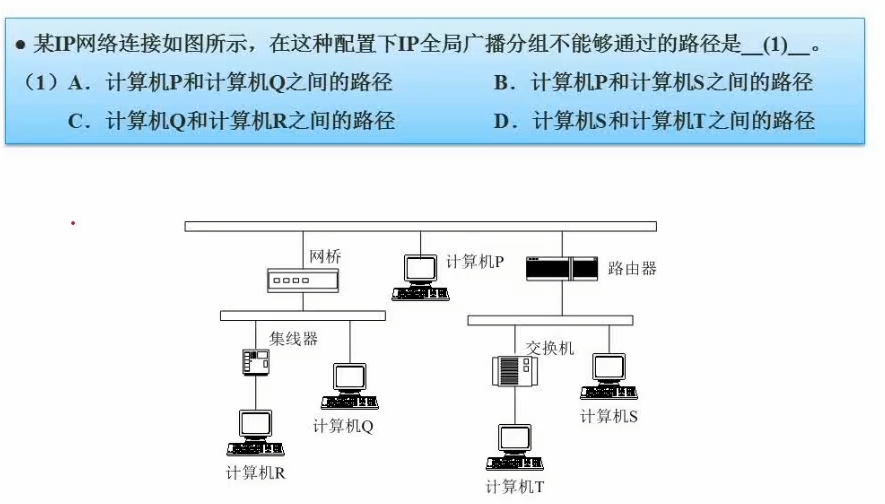 ● 某IP网络连接如图所示，在这种配置下IP全局广播分组不能够通过的路径是__(1)__。
（1）A．计算机P和计算机Q之间的路径 B．计算机P和计算机S之间的路径
C．计算机Q和计算机R之间的路径 D．计算机S和计算机T之间的路径
网桥
计算机P
路由器
集线器
交换机
计算机Q
计算机S
计算机R
计算机T